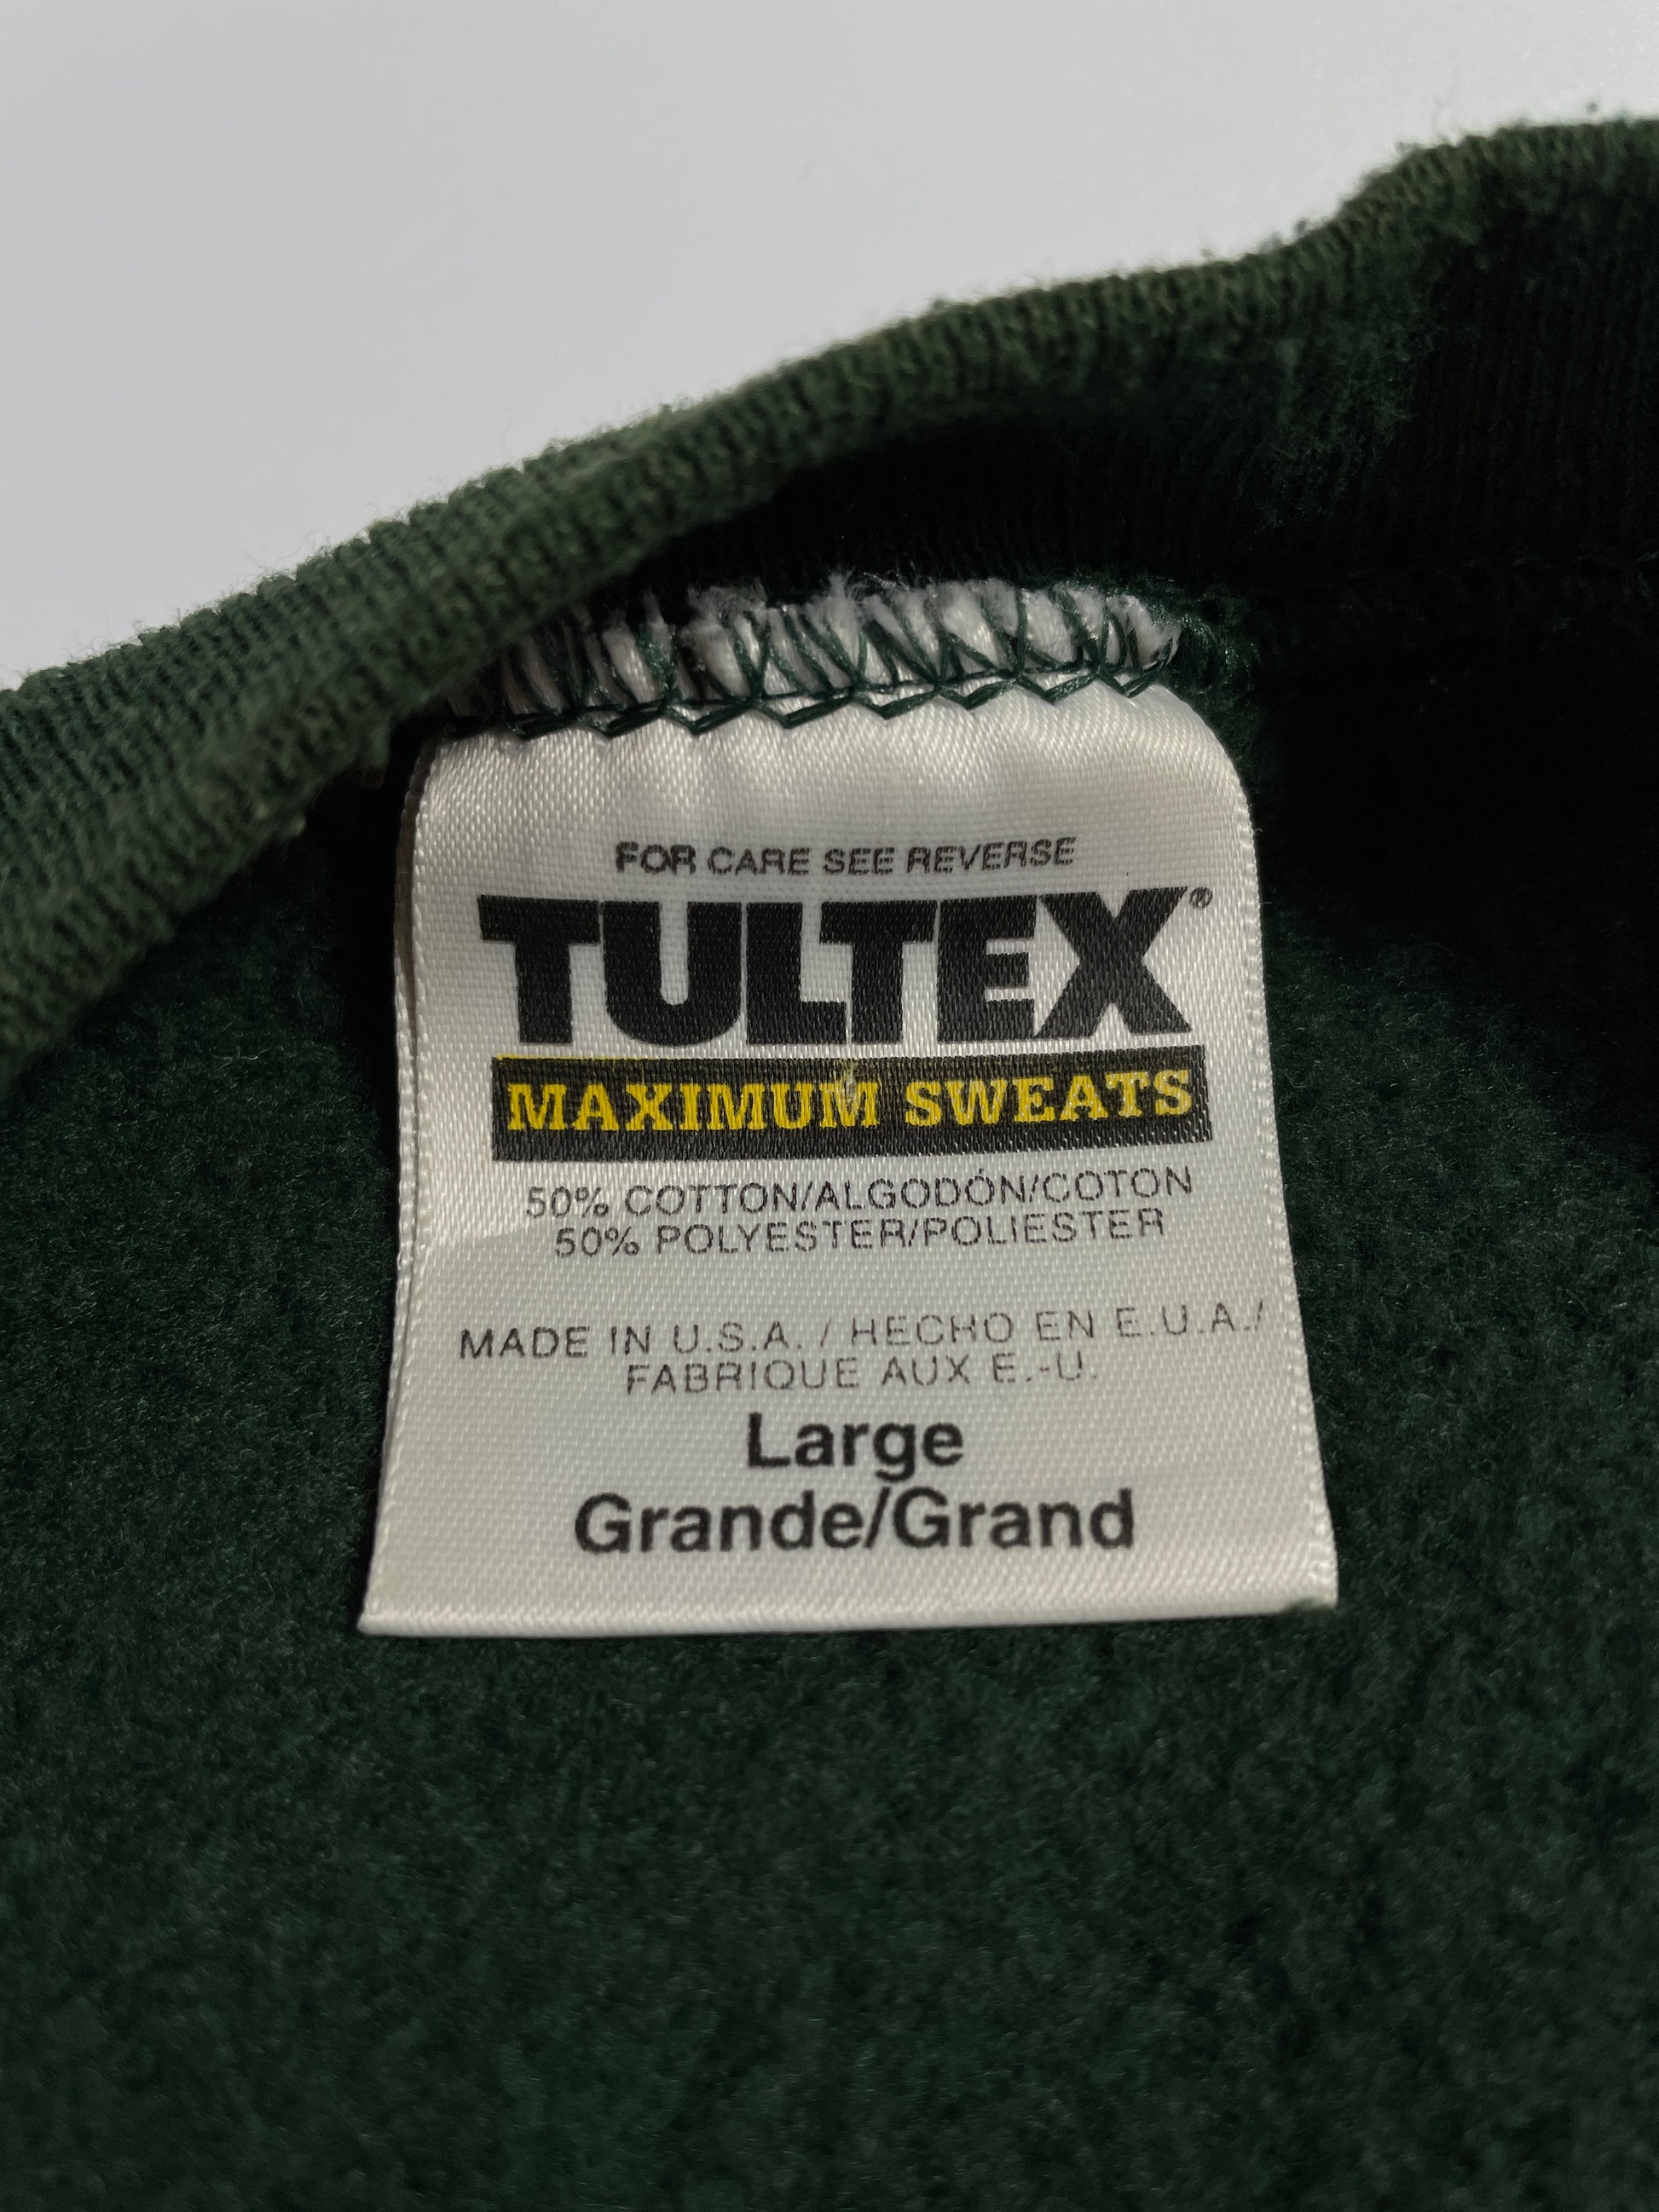 FOR CARE SEE REVERSE
TULTEX®
MAXIMUM SWEATS
50% COTTON/ALGODÓN/COTON
50% POLYESTER/POLIESTER
MADE IN U.S.A. / HECHO EN E.U.A./
FABRIQUE AUX E.-U.
Large
Grande/Grand